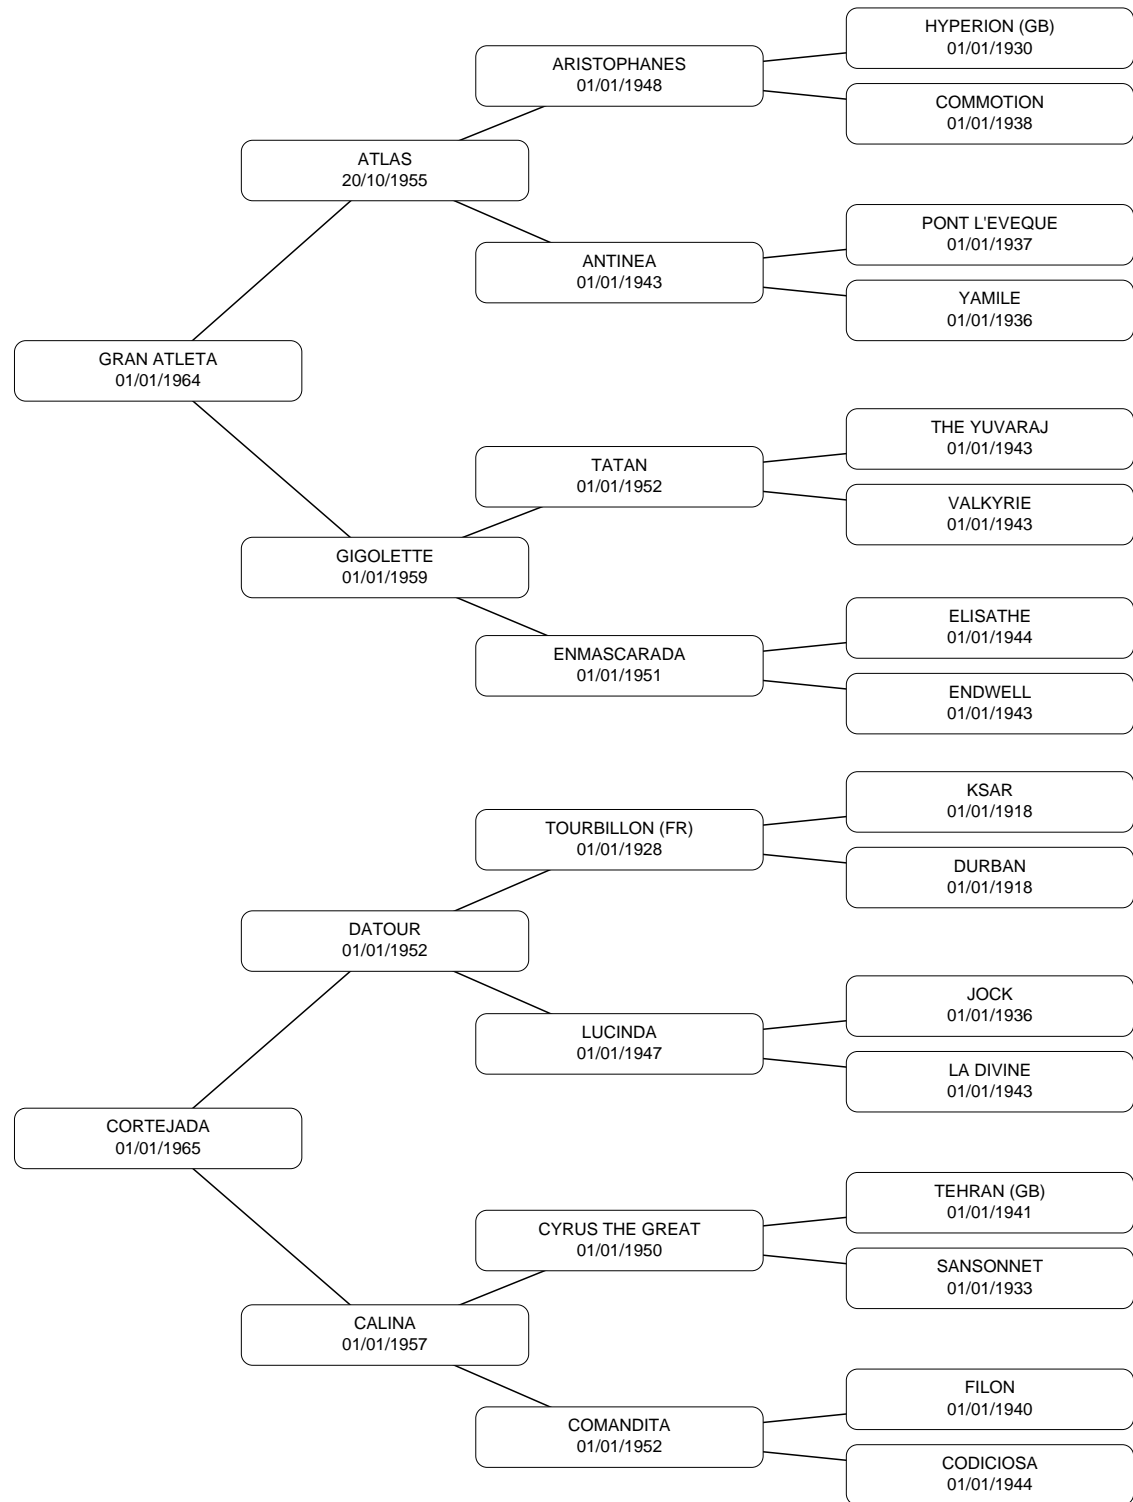 HYPERION (GB)
01/01/1930
ARISTOPHANES
01/01/1948
COMMOTION
01/01/1938
ATLAS
20/10/1955
PONT L'EVEQUE
01/01/1937
ANTINEA
01/01/1943
YAMILE
01/01/1936
GRAN ATLETA
01/01/1964
THE YUVARAJ
01/01/1943
TATAN
01/01/1952
VALKYRIE
01/01/1943
GIGOLETTE
01/01/1959
ELISATHE
01/01/1944
ENMASCARADA
01/01/1951
ENDWELL
01/01/1943
KSAR
01/01/1918
TOURBILLON (FR)
01/01/1928
DURBAN
01/01/1918
DATOUR
01/01/1952
JOCK
01/01/1936
LUCINDA
01/01/1947
LA DIVINE
01/01/1943
CORTEJADA
01/01/1965
TEHRAN (GB)
01/01/1941
CYRUS THE GREAT
01/01/1950
SANSONNET
01/01/1933
CALINA
01/01/1957
FILON
01/01/1940
COMANDITA
01/01/1952
CODICIOSA
01/01/1944